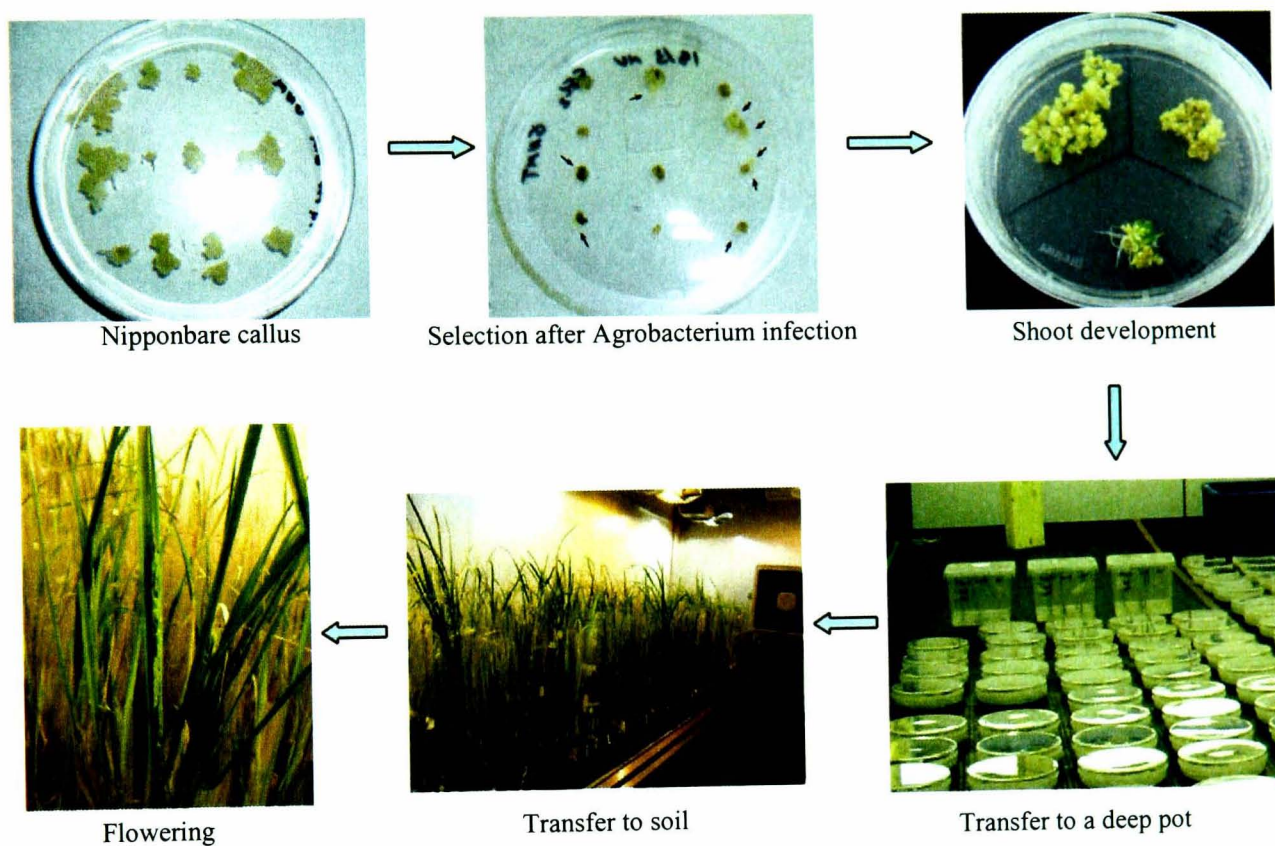 Nipponbare callus
Selection after Agrobacterium infection
Shoot development
Flowering
Transfer to soil
Transfer to a deep pot